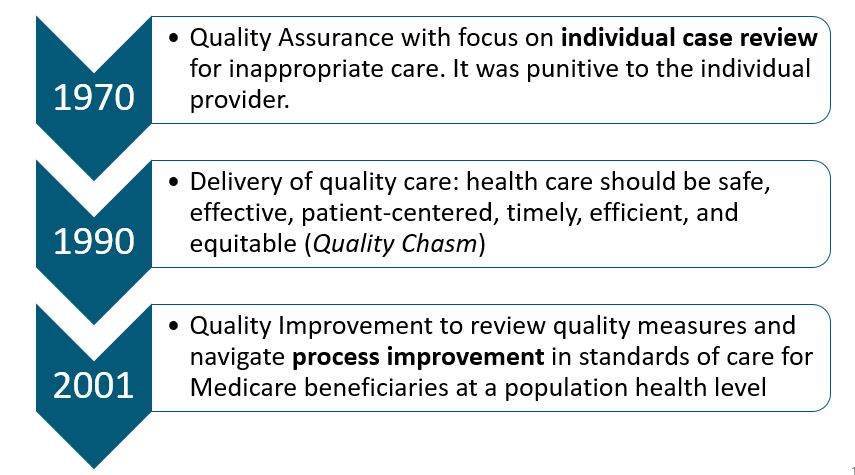 1970
• Quality Assurance with focus on individual case review
for inappropriate care. It was punitive to the individual
provider.
1990
• Delivery of quality care: health care should be safe,
effective, patient-centered, timely, efficient, and
equitable (Quality Chasm)
2001
• Quality Improvement to review quality measures and
navigate process improvement in standards of care for
Medicare beneficiaries at a population health level